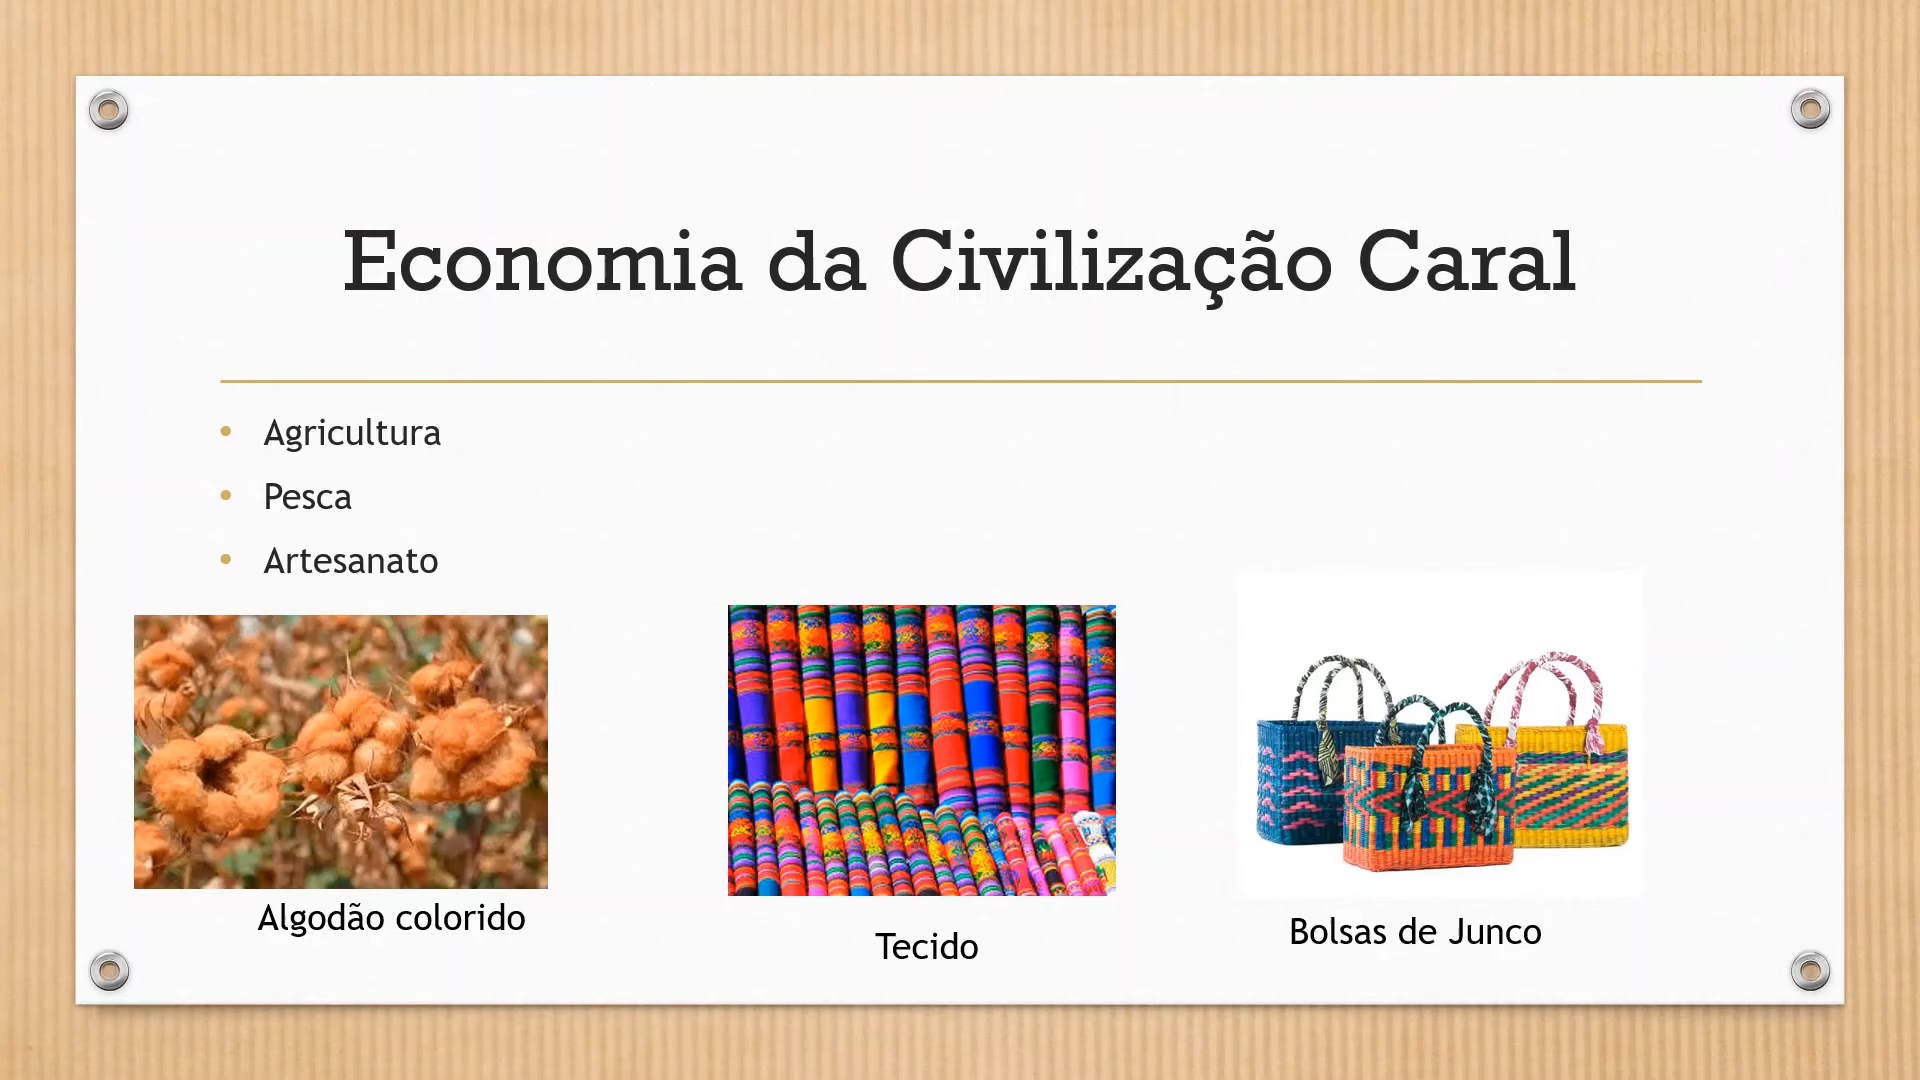 Economia da Civilização Caral
• Agricultura
• Pesca
• Artesanato
Algodão colorido
Tecido
Bolsas de Junco